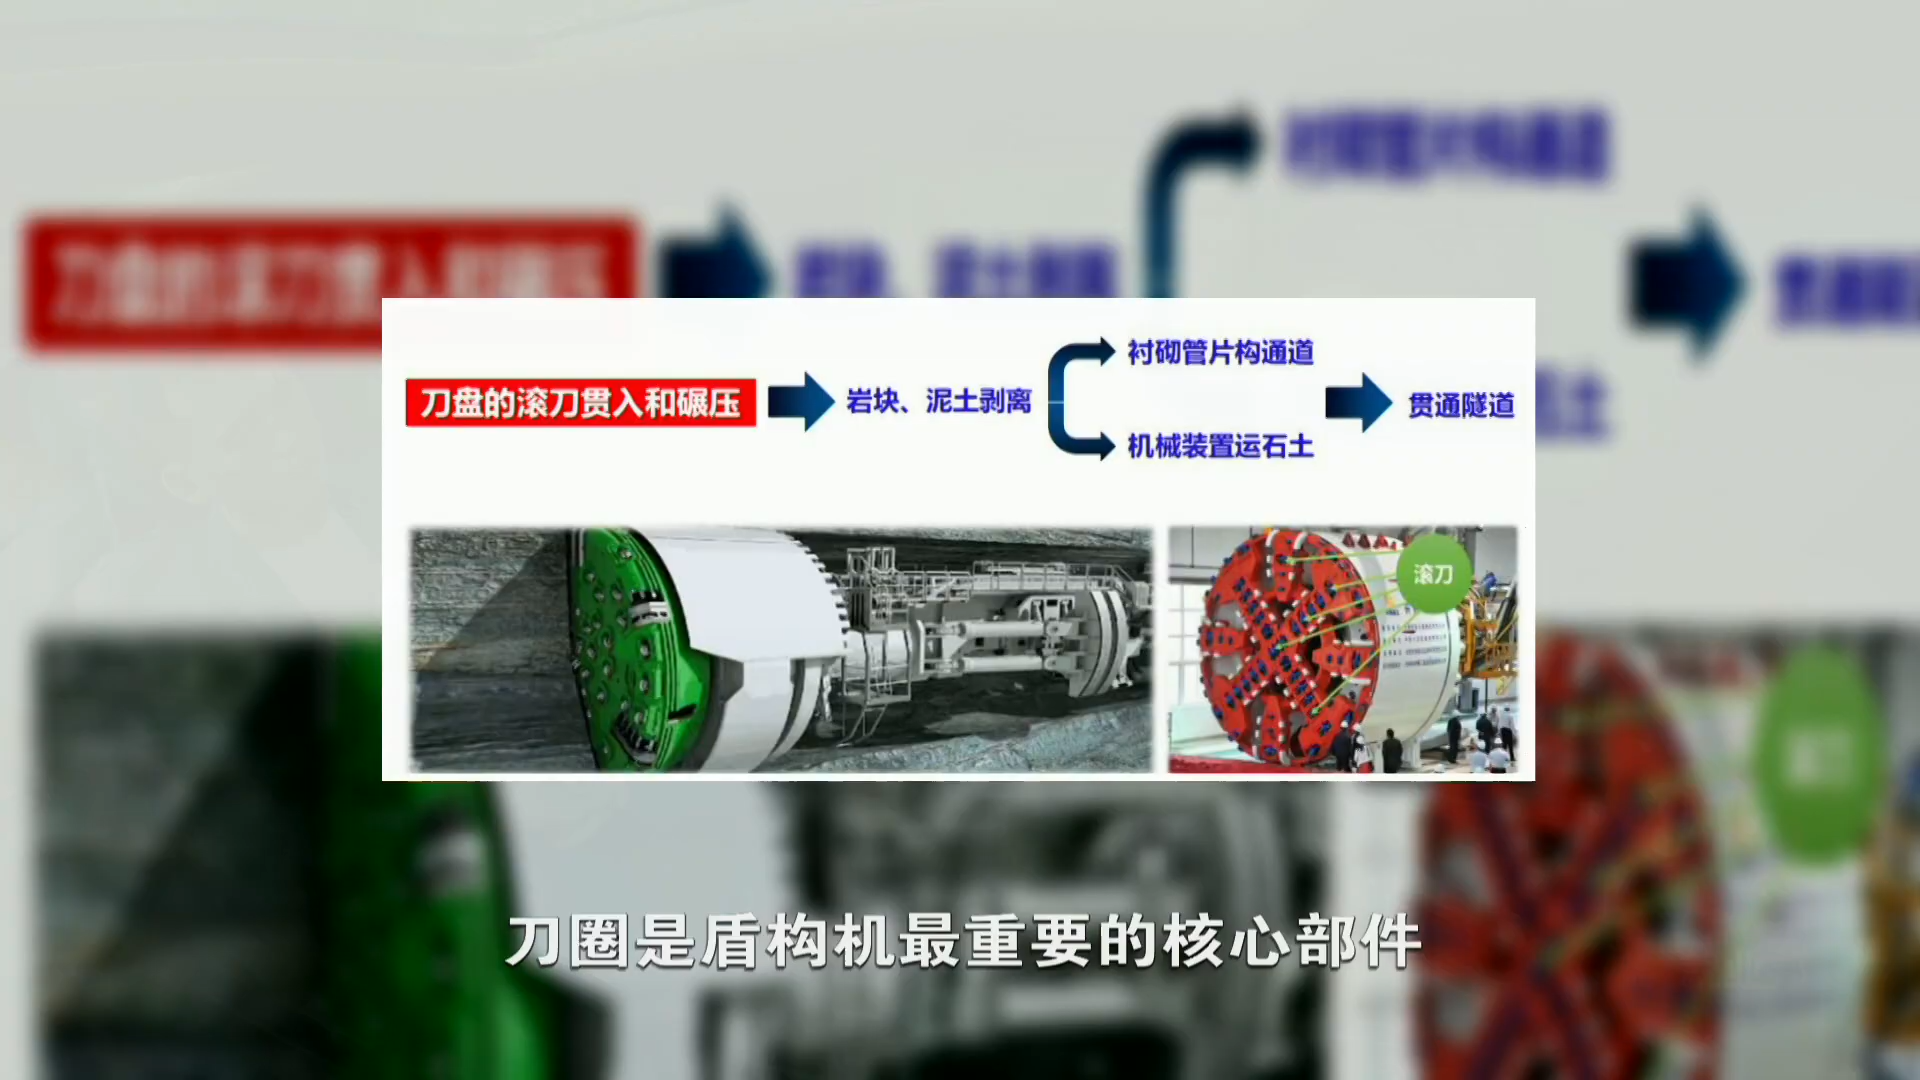 衬砌管片构通道
刀盘的滚刀贯入和碾压
岩块、泥土剥离
贯通隧道
机械装置运石土
滚刀
刀圈是盾构机最重要的核心部件